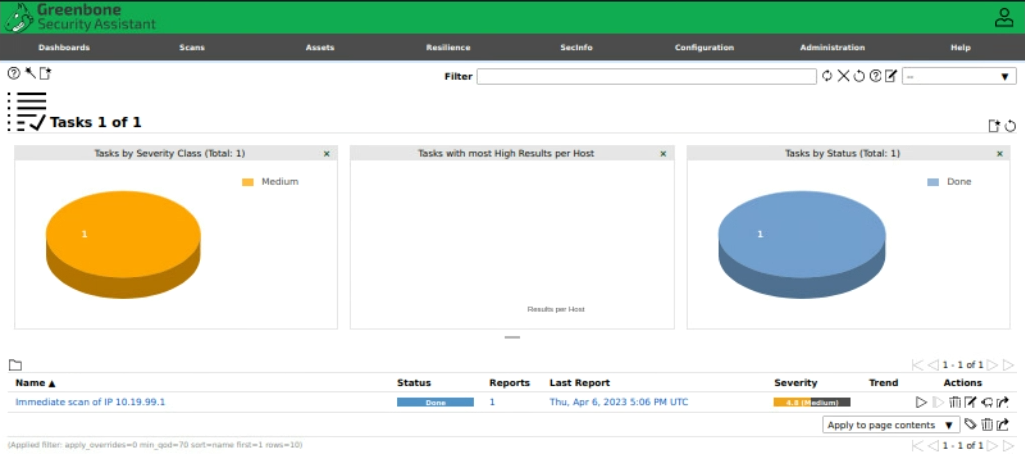 Greenbone
Security Assistant
Dashboards Scans Assets Resilience SecInfo Configuration Administration Help
Filter --
Tasks 1 of 1
Tasks by Severity Class (Total: 1) Tasks with most High Results per Host Tasks by Status (Total: 1)
Medium Done
1 1
Results per Host
1 - 1 of 1
Name ▲ Status Reports Last Report Severity Trend Actions
Immediate scan of IP 10.19.99.1 Done 1 Thu, Apr 6, 2023 5:06 PM UTC 4.8 (Medium)
Apply to page contents ▼
(Applied filter: apply_overrides=0 min_qod=70 sort=name first=1 rows=10) 1 - 1 of 1